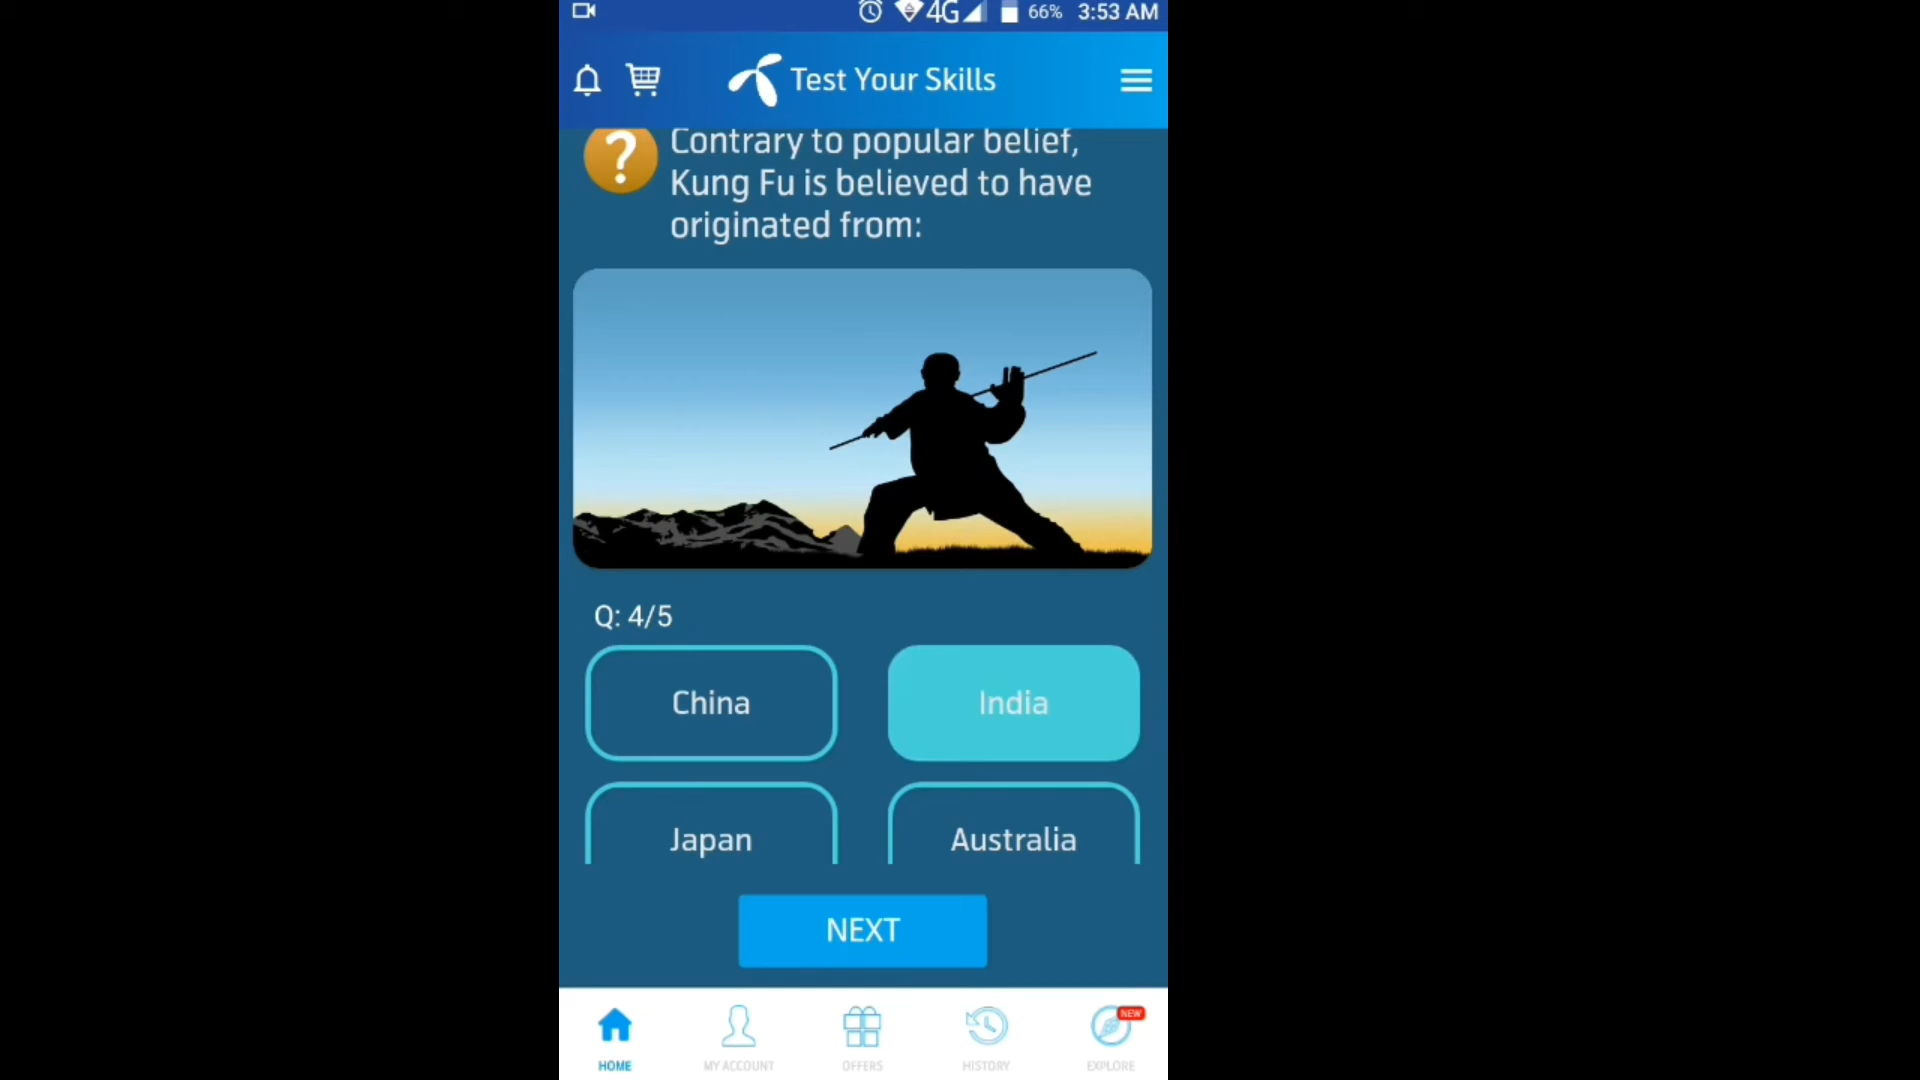 4G 66% 3:53 AM
Test Your Skills
?
Contrary to popular belief,
Kung Fu is believed to have
originated from:
Q: 4/5
China
India
Japan
Australia
NEXT
NEW
HOME
MY ACCOUNT
OFFERS
HISTORY
EXPLORE